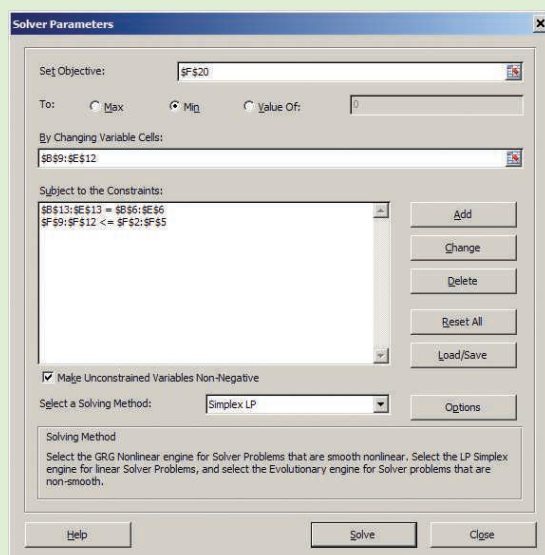 Solver Parameters
Set Objective: $F$20
To: Max Min Value Of: 0
By Changing Variable Cells:
$B$9:$E$12
Subject to the Constraints:
$B$13:$E$13 = $B$6:$E$6
$F$9:$F$12 <= $F$2:$F$5
Add
Change
Delete
Reset All
Load/Save
Make Unconstrained Variables Non-Negative
Select a Solving Method: Simplex LP
Options
Solving Method
Select the GRG Nonlinear engine for Solver Problems that are smooth nonlinear. Select the LP Simplex
engine for linear Solver Problems, and select the Evolutionary engine for Solver problems that are
non-smooth.
Help
Solve
Close